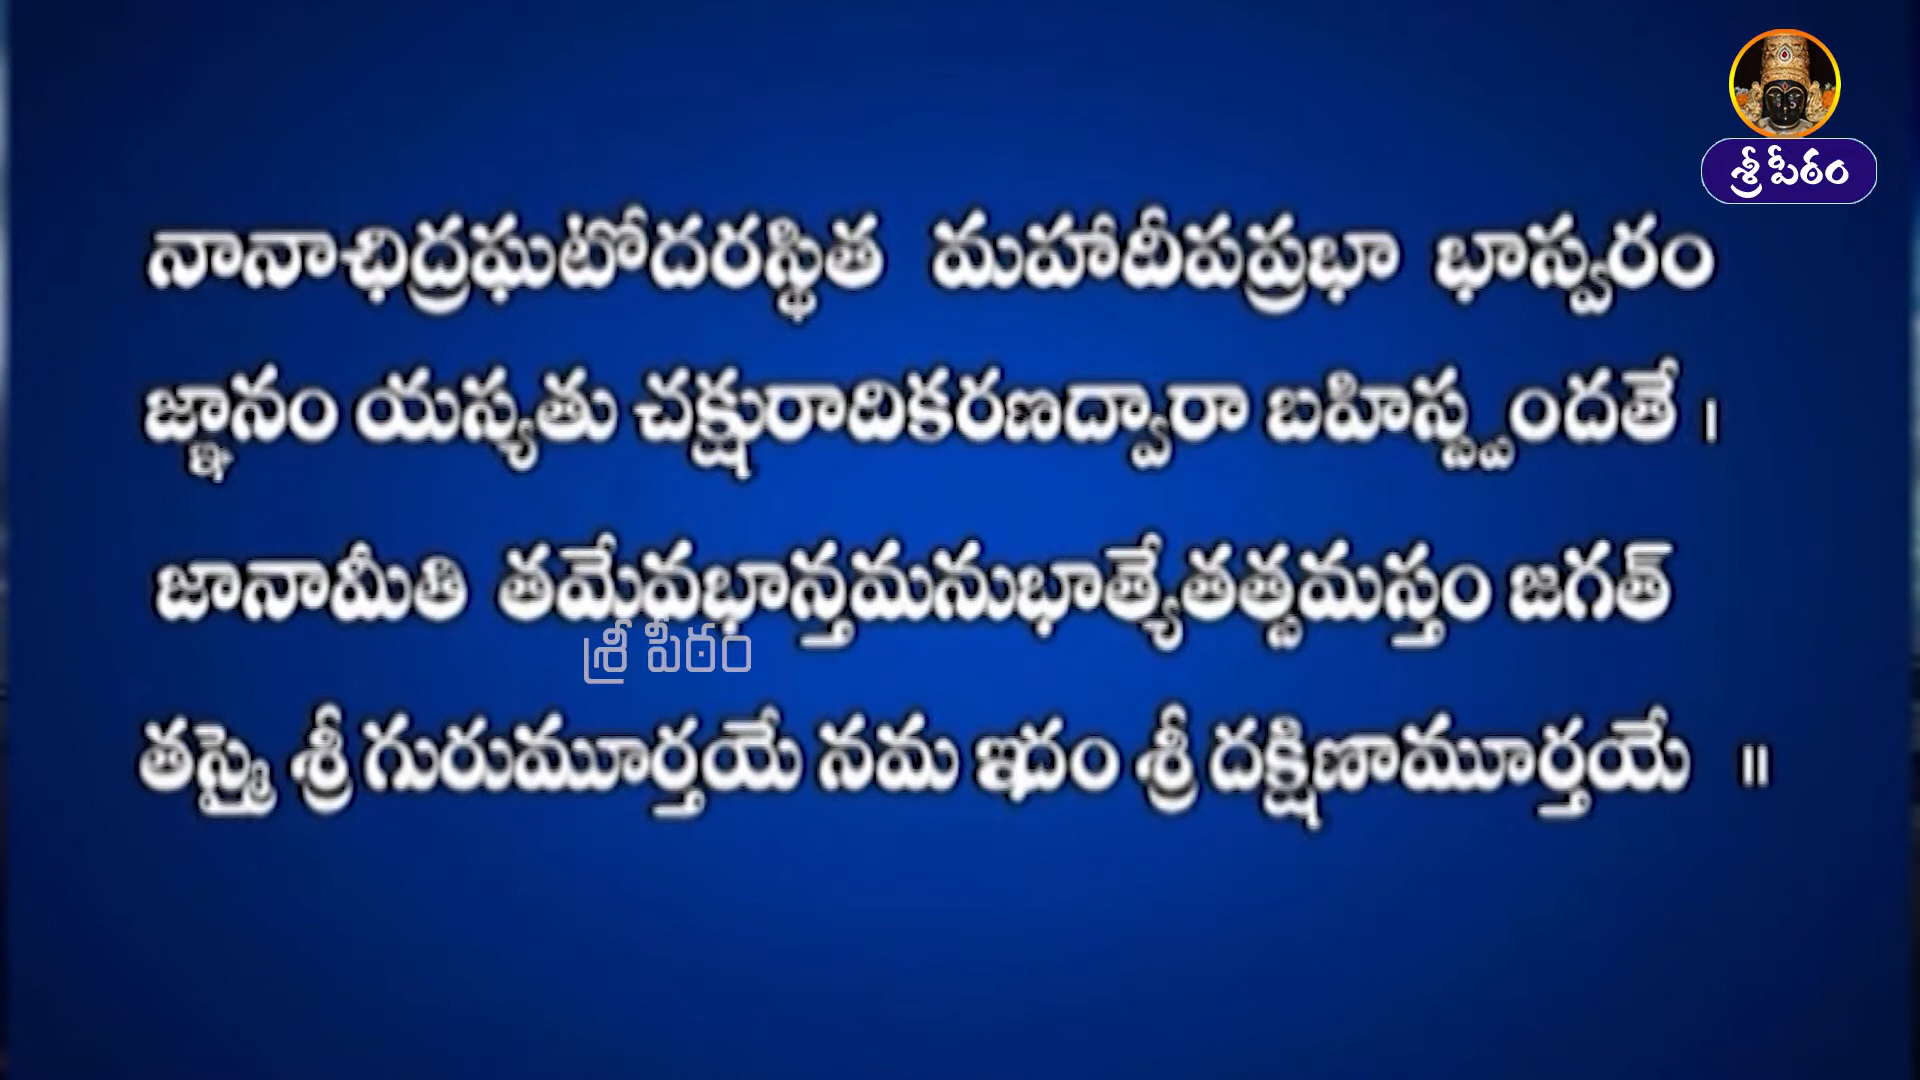 శ్రీ పీఠం
నానాఛిద్రఘటోదరస్థిత మహాదీపప్రభా భాస్వరం
జ్ఞానం యస్యతు చక్షురాదికరణద్వారా బహిస్స్పందతే ।
జానామీతి తమేవభాన్తమనుభాత్యేతత్సమస్తం జగత్
శ్రీ పీఠం
తస్మై శ్రీ గురుమూర్తయే నమ ఇదం శ్రీ దక్షిణామూర్తయే ॥